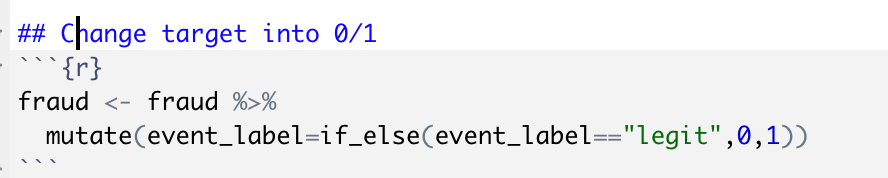 ## Change target into 0/1
```{r}
fraud <- fraud %>%
  mutate(event_label=if_else(event_label=="legit",0,1))
```